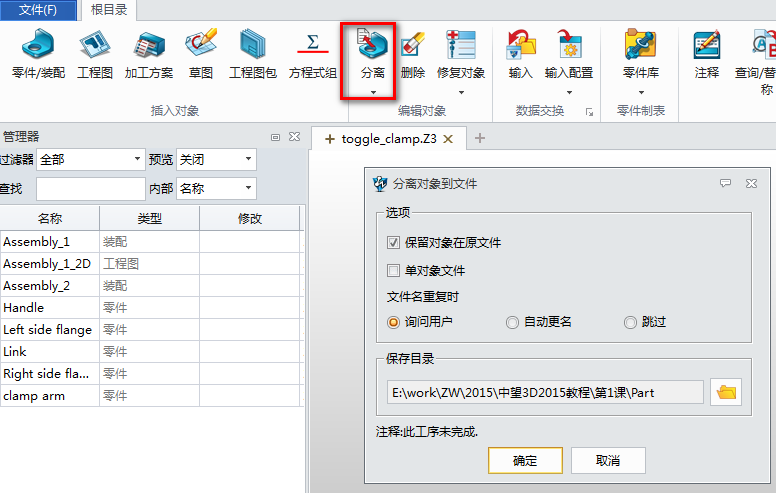 文件(F) 根目录
零件/装配 工程图 加工方案 草图 工程图包 方程式组 分离 删除 修复对象 输入 输入配置 零件库 注释 查询/替
称
插入对象 编辑对象 数据交换 零件制表
管理器
toggle_clamp.Z3
过滤器 全部 预览 关闭
查找 内部 名称
名称 类型 修改
Assembly_1 装配
Assembly_1_2D 工程图
Assembly_2 装配
Handle 零件
Left side flange 零件
Link 零件
Right side fla... 零件
clamp arm 零件
分离对象到文件
选项
保留对象在原文件
单对象文件
文件名重复时
询问用户 自动更名 跳过
保存目录
E:\work\ZW\2015\中望3D2015教程\第1课\Part
注释:此工序未完成.
确定 取消